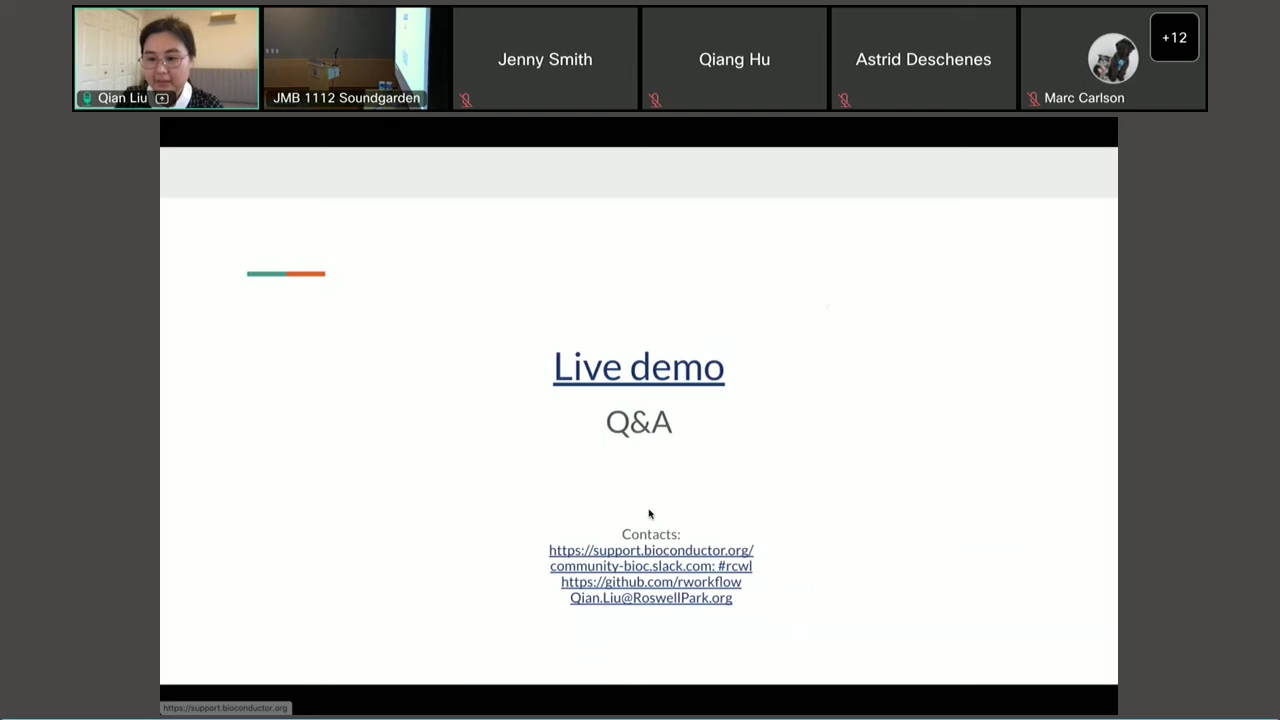 Qian Liu
JMB 1112 Soundgarden
Jenny Smith
Qiang Hu
Astrid Deschenes
Marc Carlson
+12
Live demo
Q&A
Contacts:
https://support.bioconductor.org/
community-bioc.slack.com: #rcwl
https://github.com/rworkflow
Qian.Liu@RoswellPark.org
https://support.bioconductor.org